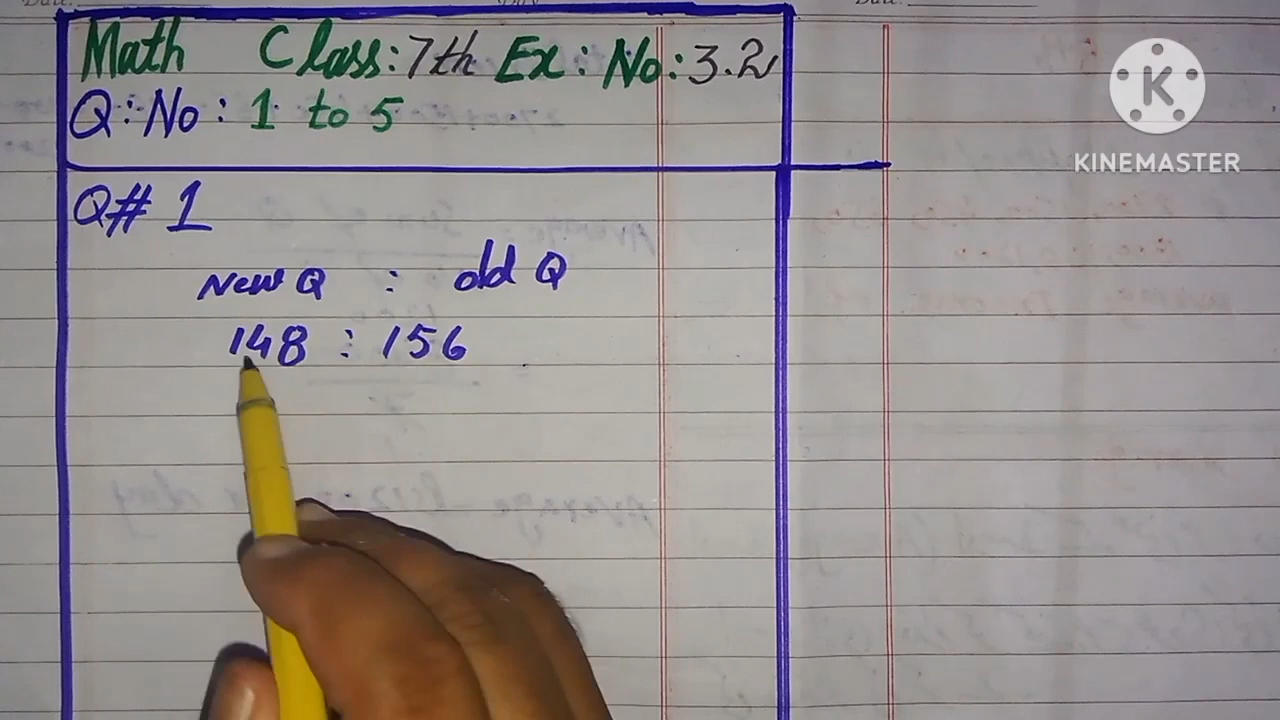 Math Class: 7th Ex: No: 3.2
Q: No: 1 to 5
Q# 1
New Q : old Q
148 : 156
K
KINEMASTER